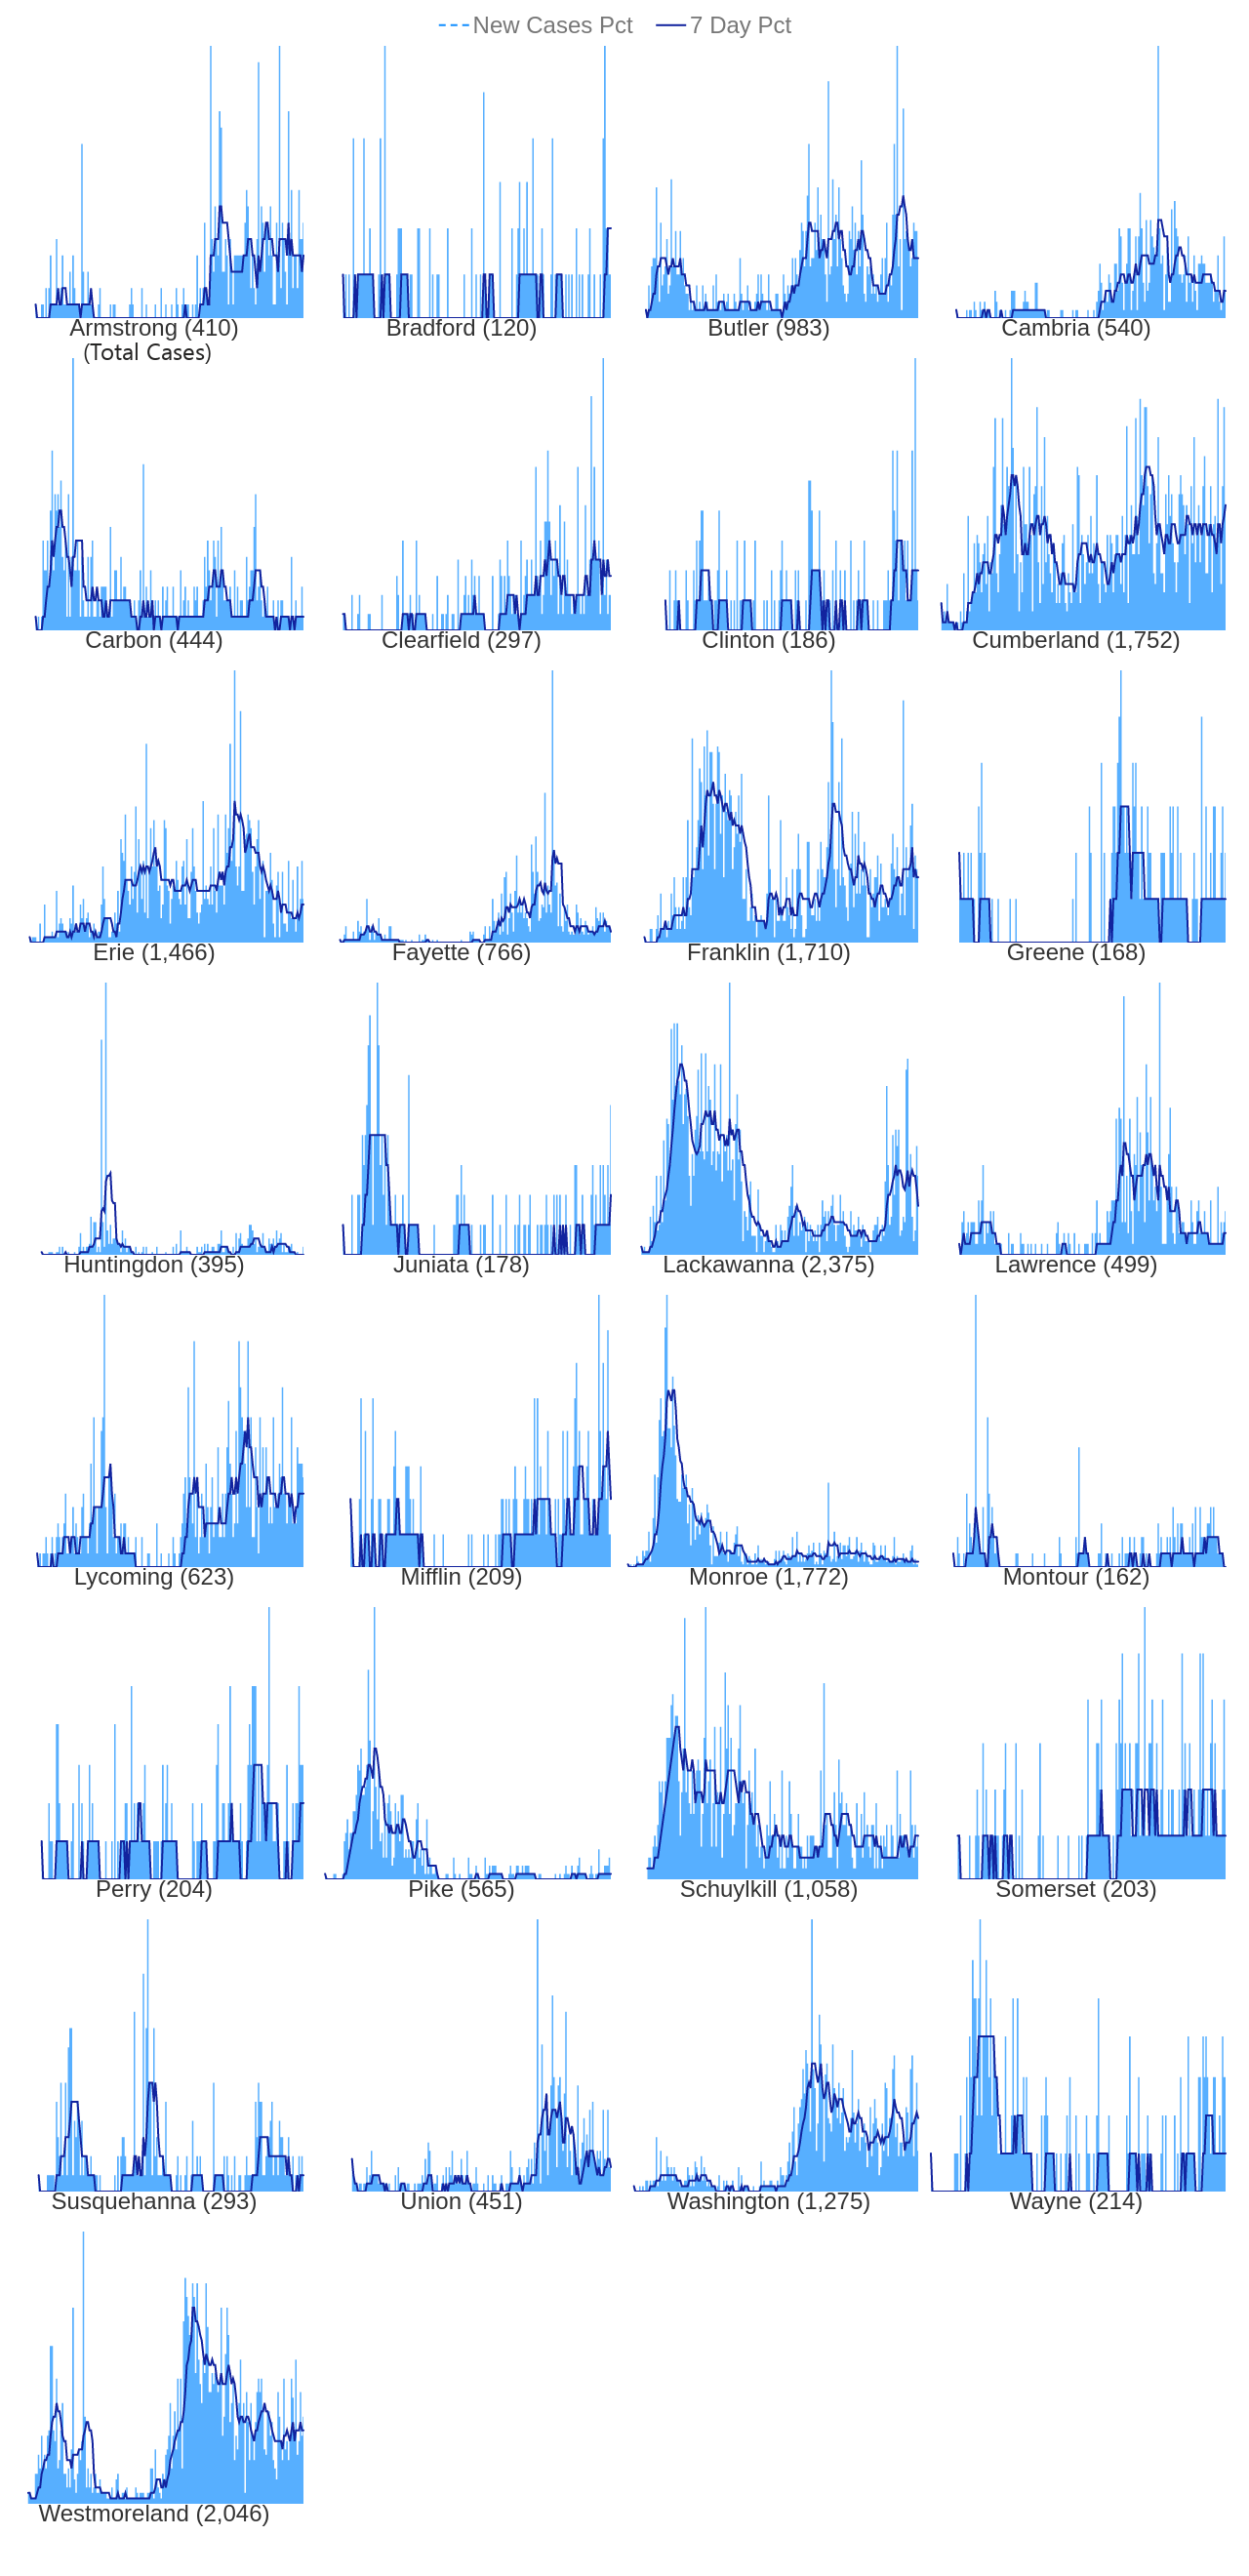 New Cases Pct 7 Day Pct
Armstrong (410) Bradford (120) Butler (983) Cambria (540)
(Total Cases)
Carbon (444) Clearfield (297) Clinton (186) Cumberland (1,752)
Erie (1,466) Fayette (766) Franklin (1,710) Greene (168)
Huntingdon (395) Juniata (178) Lackawanna (2,375) Lawrence (499)
Lycoming (623) Mifflin (209) Monroe (1,772) Montour (162)
Perry (204) Pike (565) Schuylkill (1,058) Somerset (203)
Susquehanna (293) Union (451) Washington (1,275) Wayne (214)
Westmoreland (2,046)